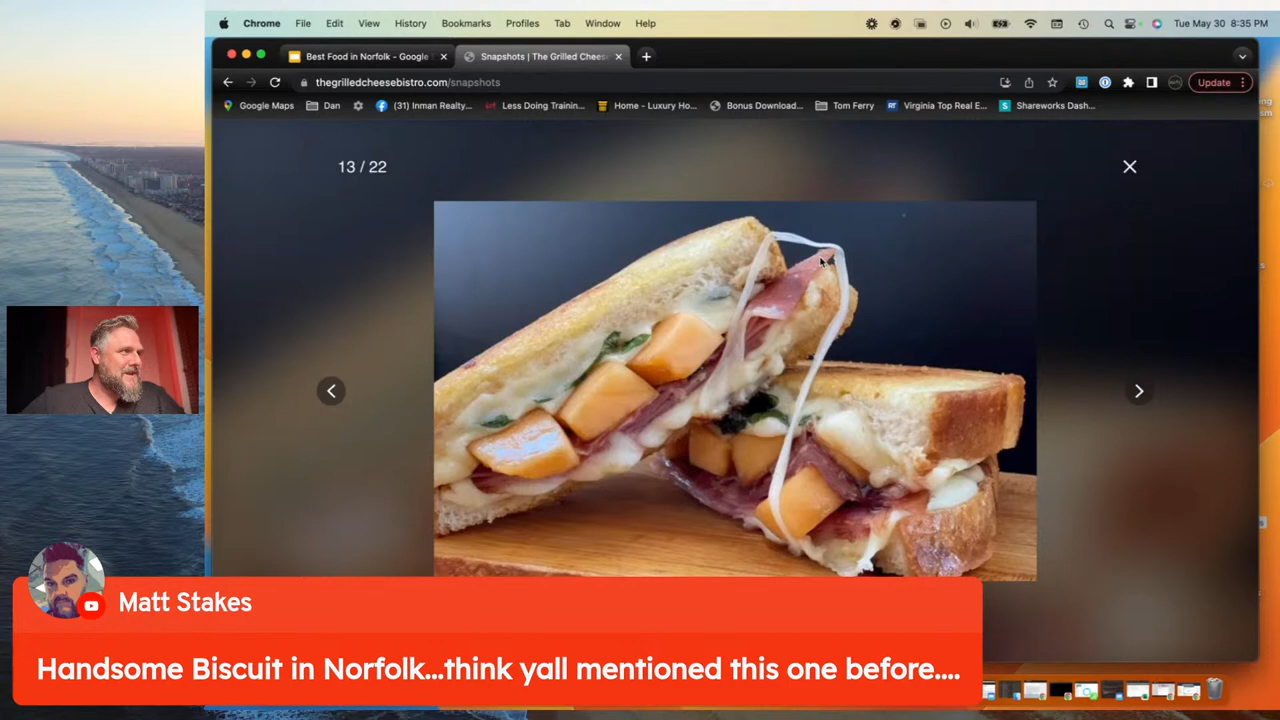 Chrome File Edit View History Bookmarks Profiles Tab Window Help Tue May 30 8:35 PM
Best Food in Norfolk - Google Snapshots | The Grilled Chees
thegrilledcheesebistro.com/snapshots Update
Google Maps Dan (31) Inman Realty... Less Doing Trainin... Home - Luxury Ho... Bonus Download... Tom Ferry Virginia Top Real E... Shareworks Dash...
13 / 22
Matt Stakes
Handsome Biscuit in Norfolk...think yall mentioned this one before....